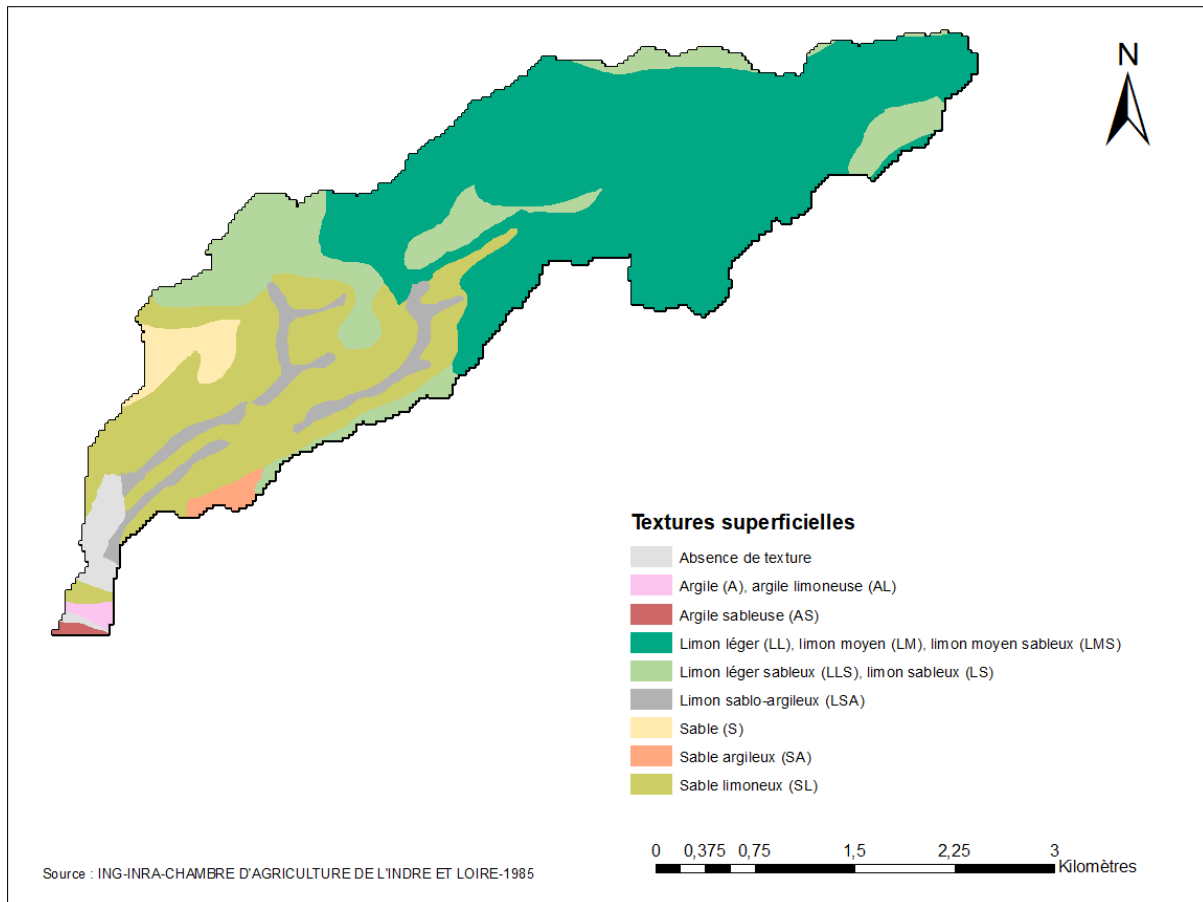 N
Textures superficielles
Absence de texture
Argile (A), argile limoneuse (AL)
Argile sableuse (AS)
Limon léger (LL), limon moyen (LM), limon moyen sableux (LMS)
Limon léger sableux (LLS), limon sableux (LS)
Limon sablo-argileux (LSA)
Sable (S)
Sable argileux (SA)
Sable limoneux (SL)
0 0,375 0,75 1,5 2,25 3
Kilomètres
Source : ING-INRA-CHAMBRE D'AGRICULTURE DE L'INDRE ET LOIRE-1985